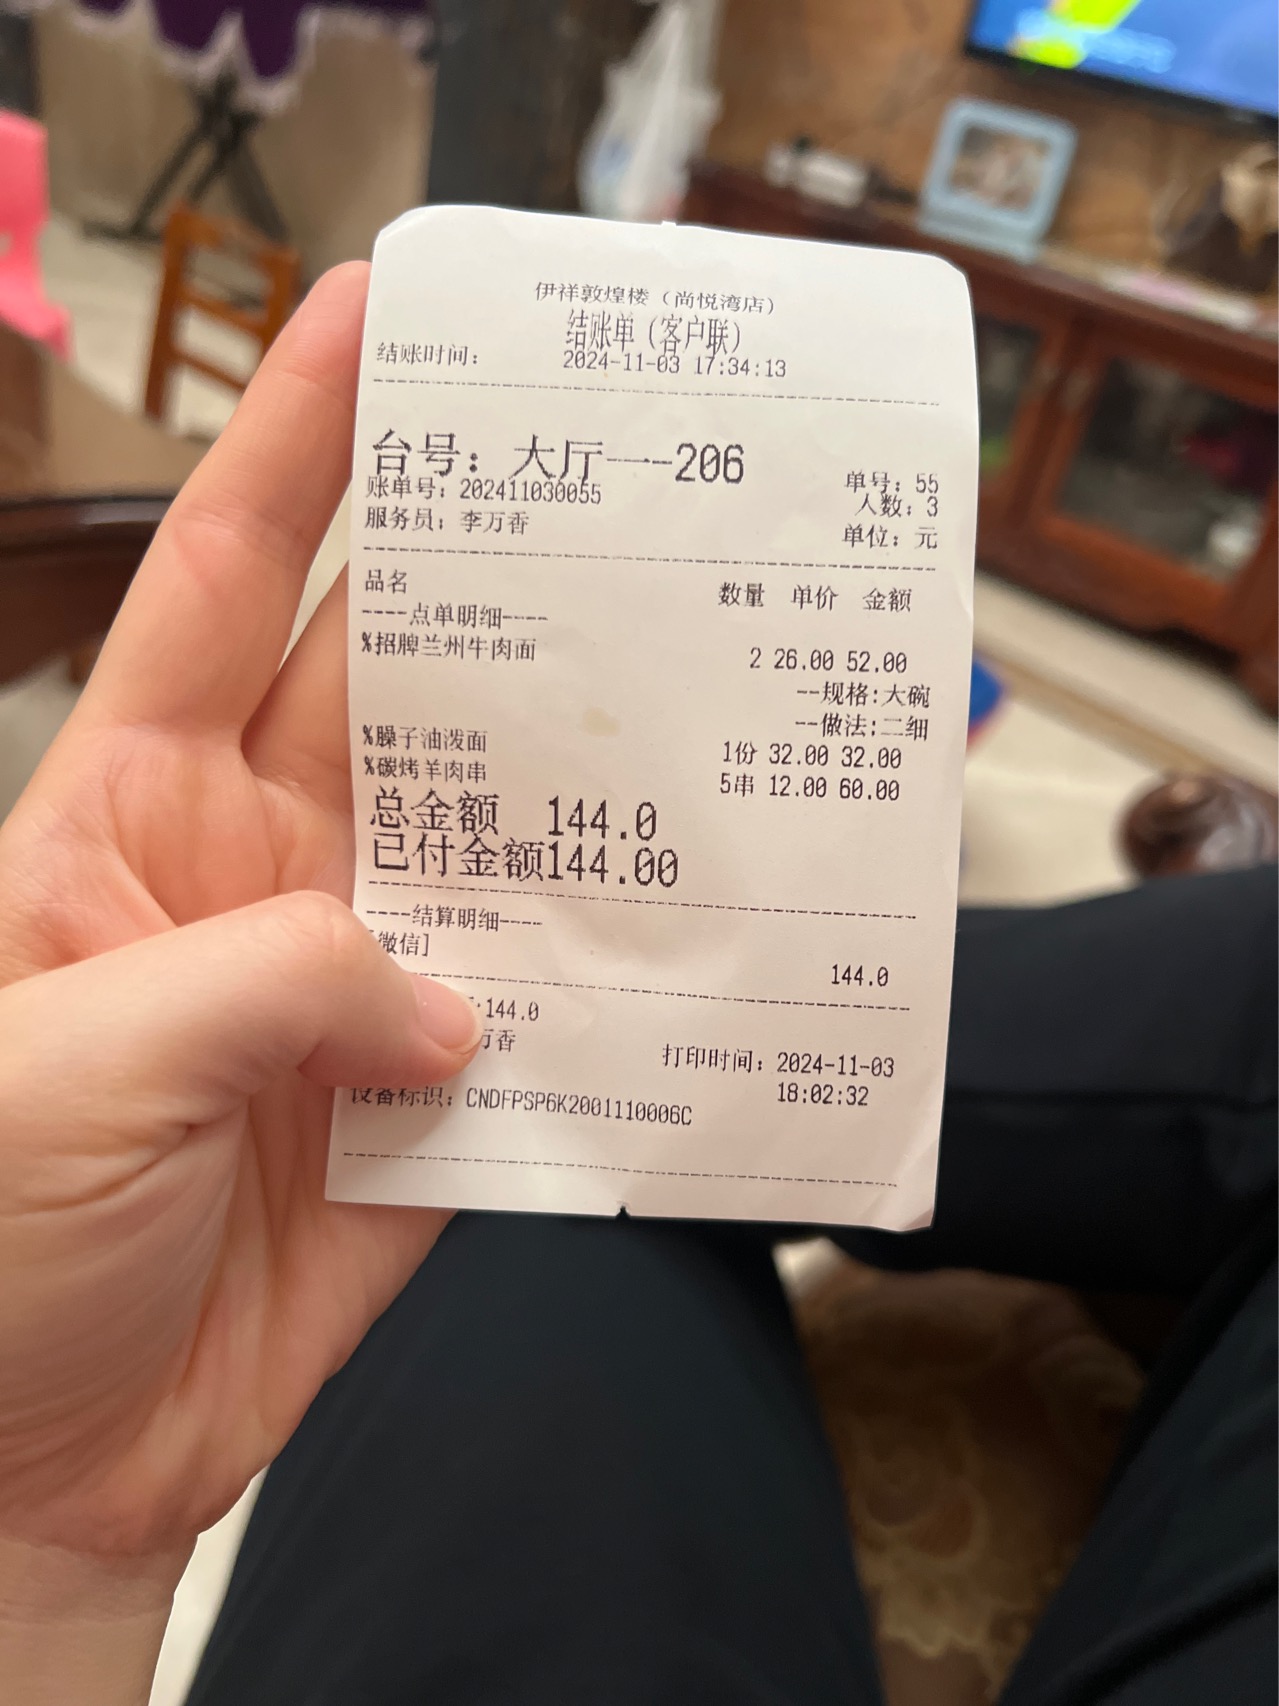 伊祥敦煌楼（尚悦湾店）
结账单（客户联）
结账时间： 2024-11-03 17:34:13
台号：大厅一-206
单号：55
账单号：202411030055
人数：3
服务员：李万香
单位：元
品名 数量 单价 金额
----点单明细----
%招牌兰州牛肉面 2 26.00 52.00
--规格:大碗
--做法:二细
%臊子油泼面 1份 32.00 32.00
%碳烤羊肉串 5串 12.00 60.00
总金额 144.0
已付金额144.00
----结算明细----
微信] 144.0
:144.0
万香
打印时间：2024-11-03
18:02:32
设备标识：CNDFPSP6K2001110006C